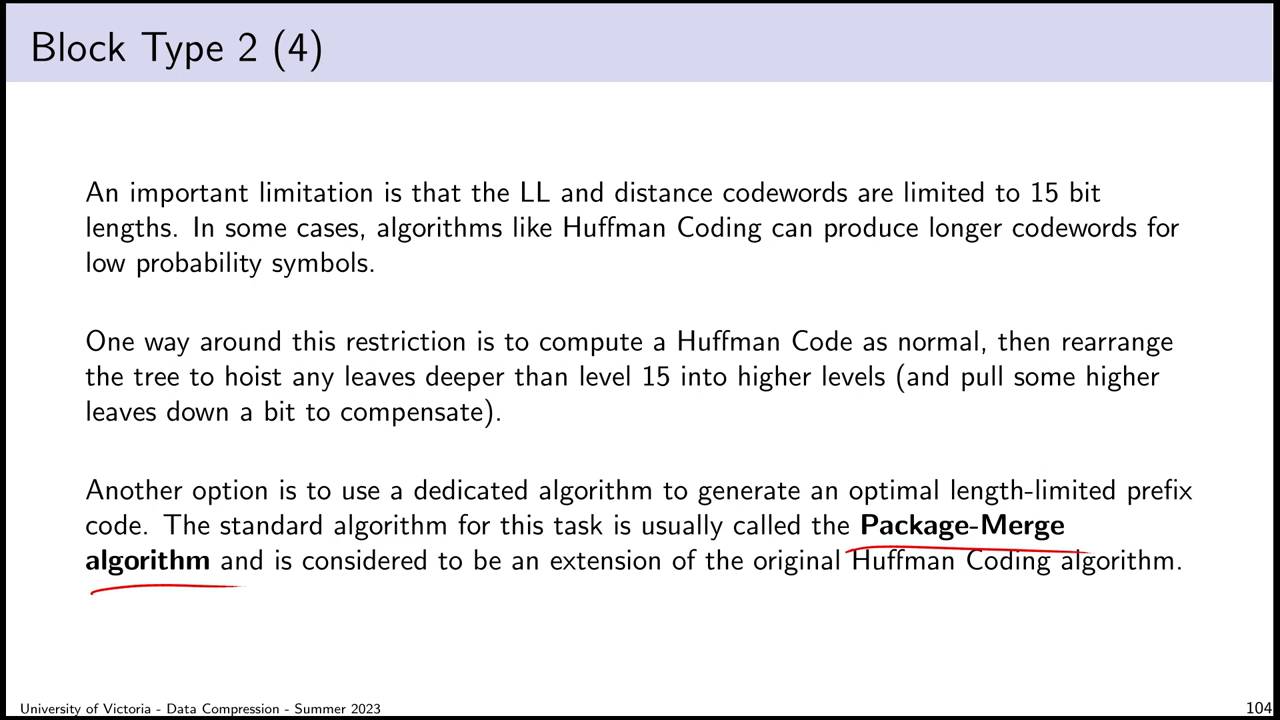 Block Type 2 (4)
An important limitation is that the LL and distance codewords are limited to 15 bit
lengths. In some cases, algorithms like Huffman Coding can produce longer codewords for
low probability symbols.
One way around this restriction is to compute a Huffman Code as normal, then rearrange
the tree to hoist any leaves deeper than level 15 into higher levels (and pull some higher
leaves down a bit to compensate).
Another option is to use a dedicated algorithm to generate an optimal length-limited prefix
code. The standard algorithm for this task is usually called the Package-Merge
algorithm and is considered to be an extension of the original Huffman Coding algorithm.
University of Victoria - Data Compression - Summer 2023
104